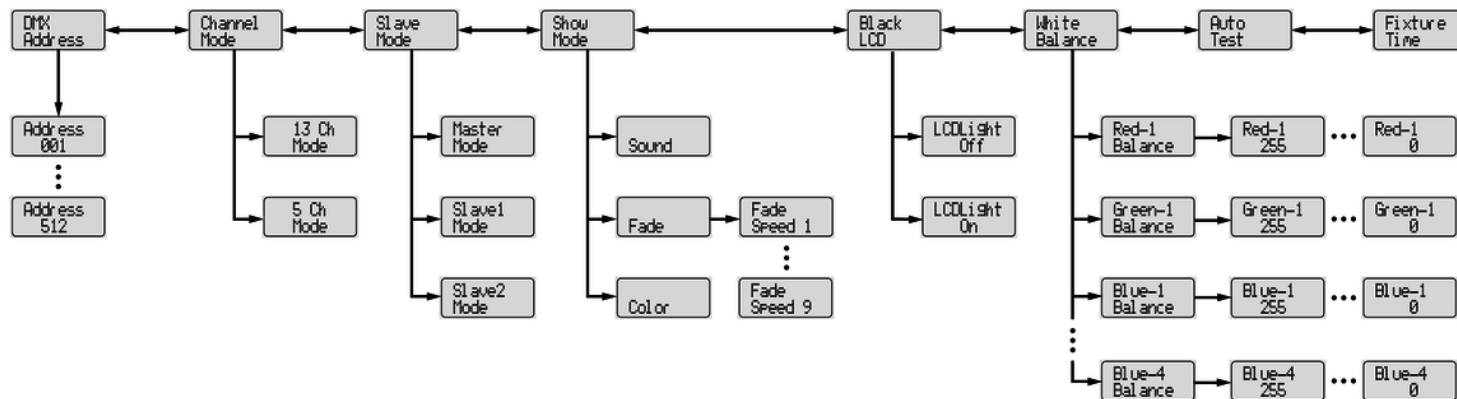 DMX
Address
Channel
Mode
Slave
Mode
Show
Mode
Black
LCD
White
Balance
Auto
Test
Fixture
Time
Address
001
13 Ch
Mode
Master
Mode
Sound
LCDLight
Off
Red-1
Balance
Red-1
255
Red-1
0
Address
512
5 Ch
Mode
Slave1
Mode
Fade
Fade
Speed 1
LCDLight
On
Green-1
Balance
Green-1
255
Green-1
0
Slave2
Mode
Color
Fade
Speed 9
Blue-1
Balance
Blue-1
255
Blue-1
0
Blue-4
Balance
Blue-4
255
Blue-4
0